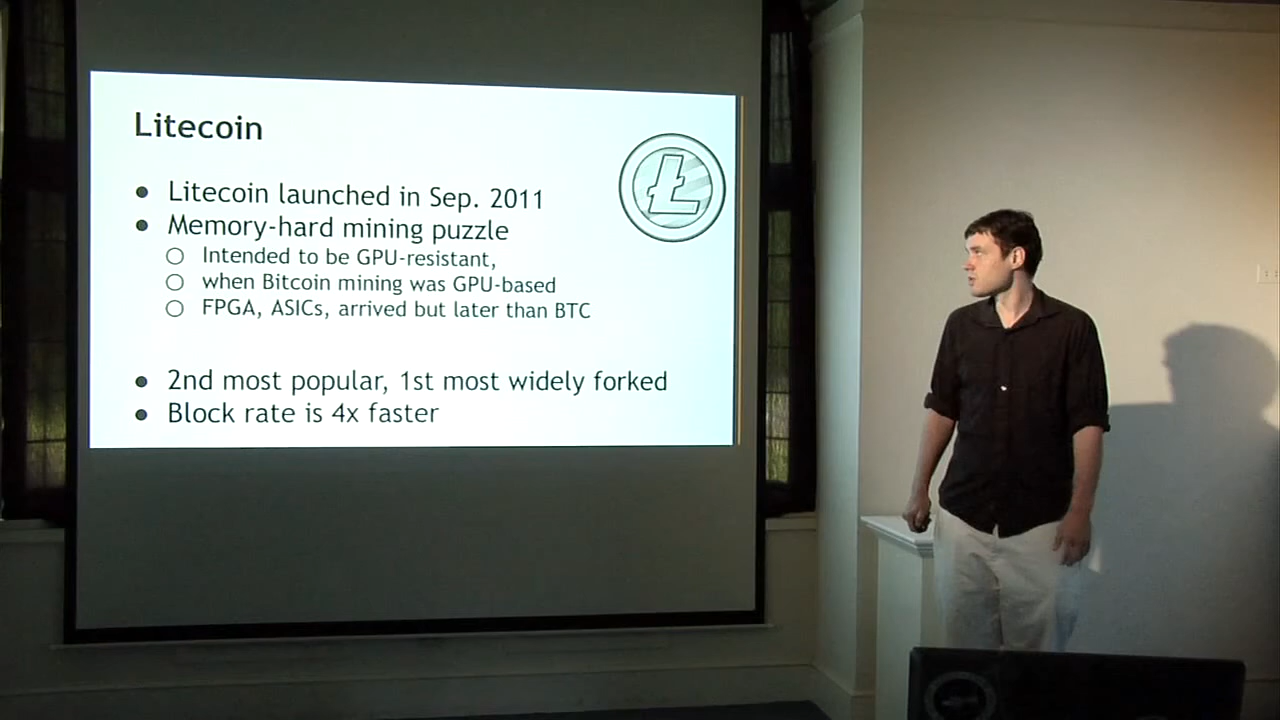 Litecoin
Litecoin launched in Sep. 2011
Memory-hard mining puzzle
Intended to be GPU-resistant,
when Bitcoin mining was GPU-based
FPGA, ASICs, arrived but later than BTC
2nd most popular, 1st most widely forked
Block rate is 4x faster